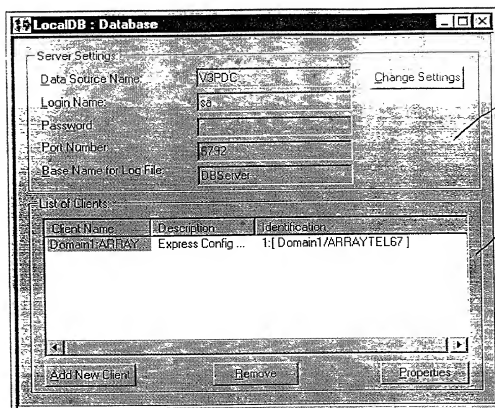 LocalDB : Database
Server Settings
Data Source Name: V3PDC
Change Settings
Login Name: sa
Password:
Port Number: 6792
Base Name for Log File: DBServer
List of Clients:
Client Name Description Identification
Domain1:ARRAY Express Config ... 1:[ Domain1/ARRAYTEL67 ]
Add New Client Remove Properties